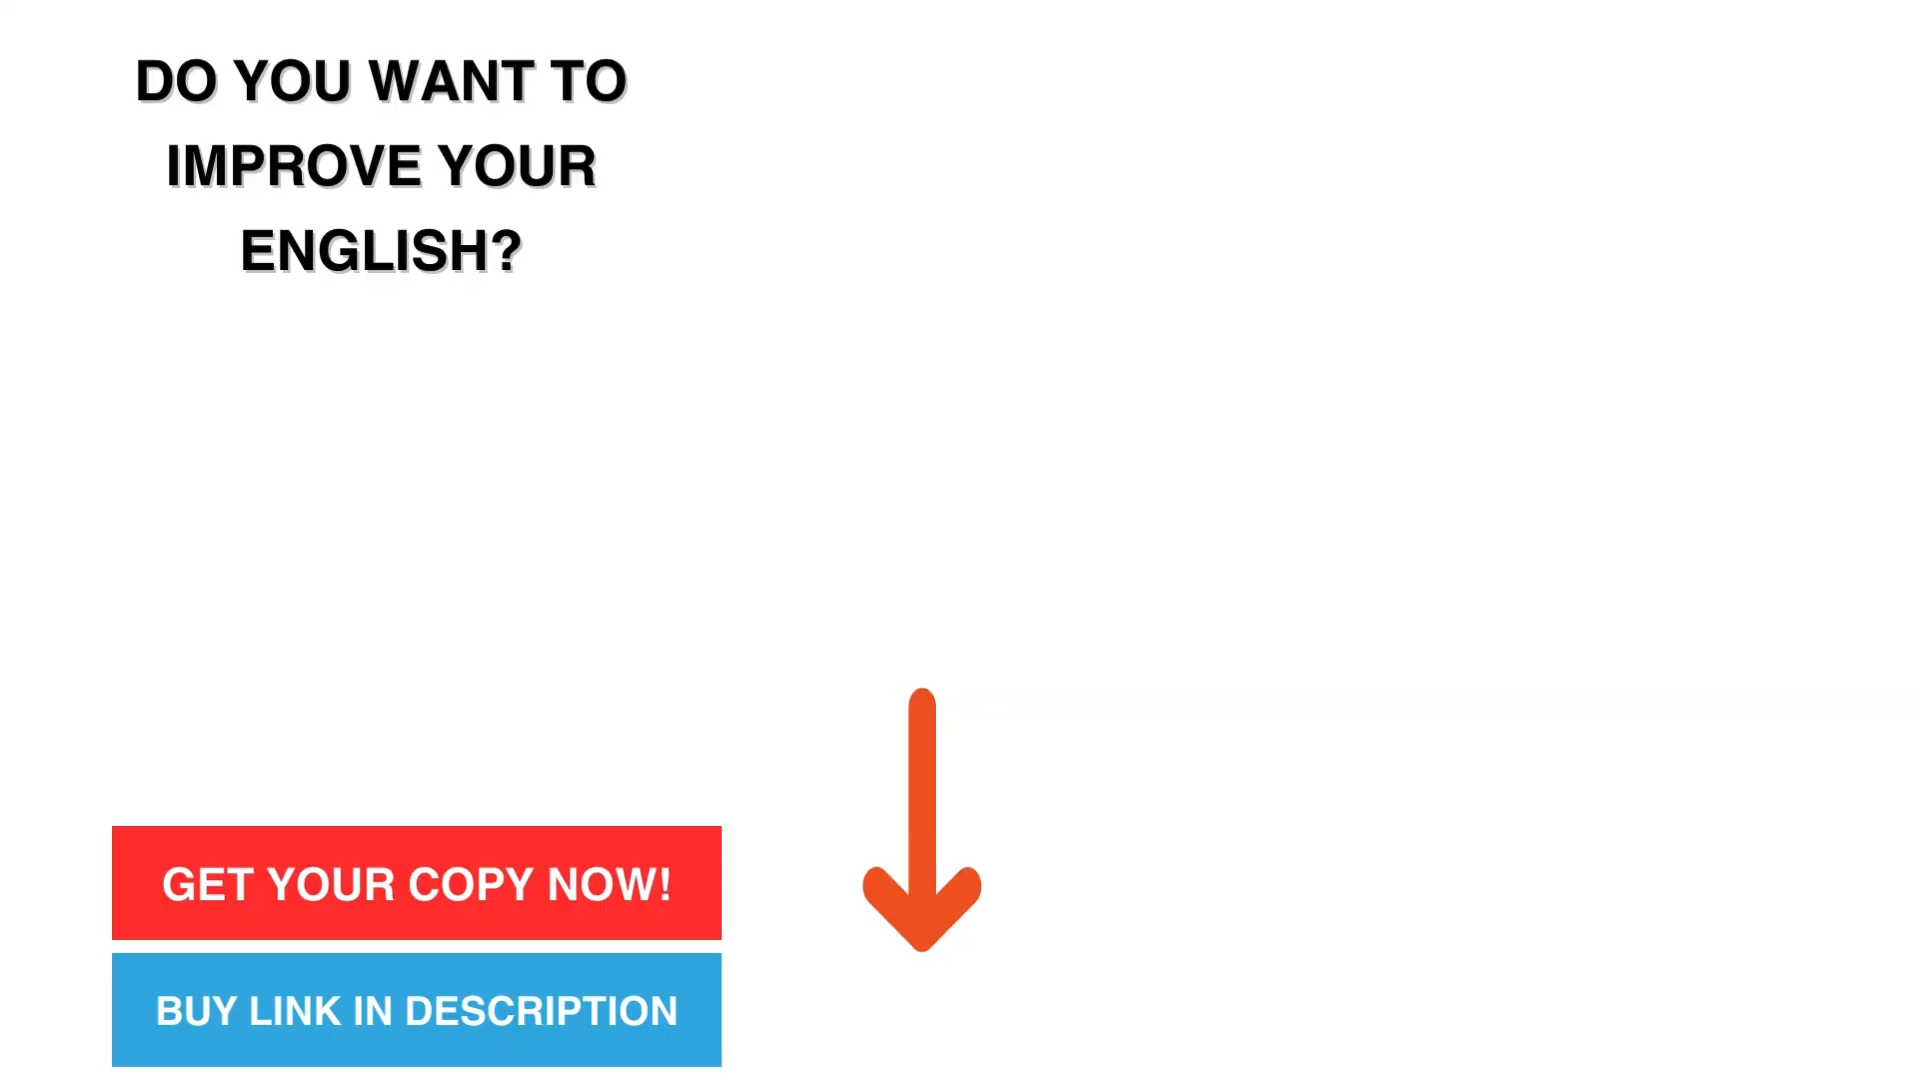 DO YOU WANT TO
IMPROVE YOUR
ENGLISH?
GET YOUR COPY NOW!
BUY LINK IN DESCRIPTION